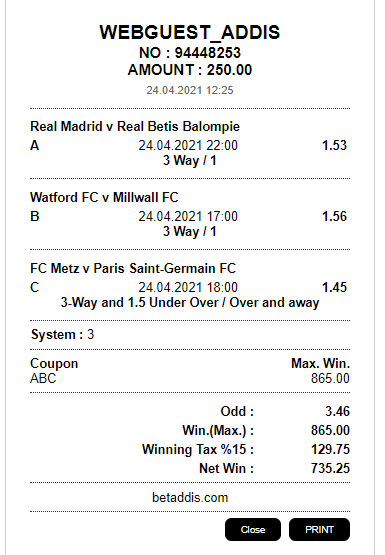 WEBGUEST_ADDIS
NO : 94448253
AMOUNT : 250.00
24.04.2021 12:25
Real Madrid v Real Betis Balompie
A 24.04.2021 22:00 1.53
3 Way / 1
Watford FC v Millwall FC
B 24.04.2021 17:00 1.56
3 Way / 1
FC Metz v Paris Saint-Germain FC
C 24.04.2021 18:00 1.45
3-Way and 1.5 Under Over / Over and away
System : 3
Coupon Max. Win.
ABC 865.00
Odd : 3.46
Win.(Max.) : 865.00
Winning Tax %15 : 129.75
Net Win : 735.25
betaddis.com
Close PRINT